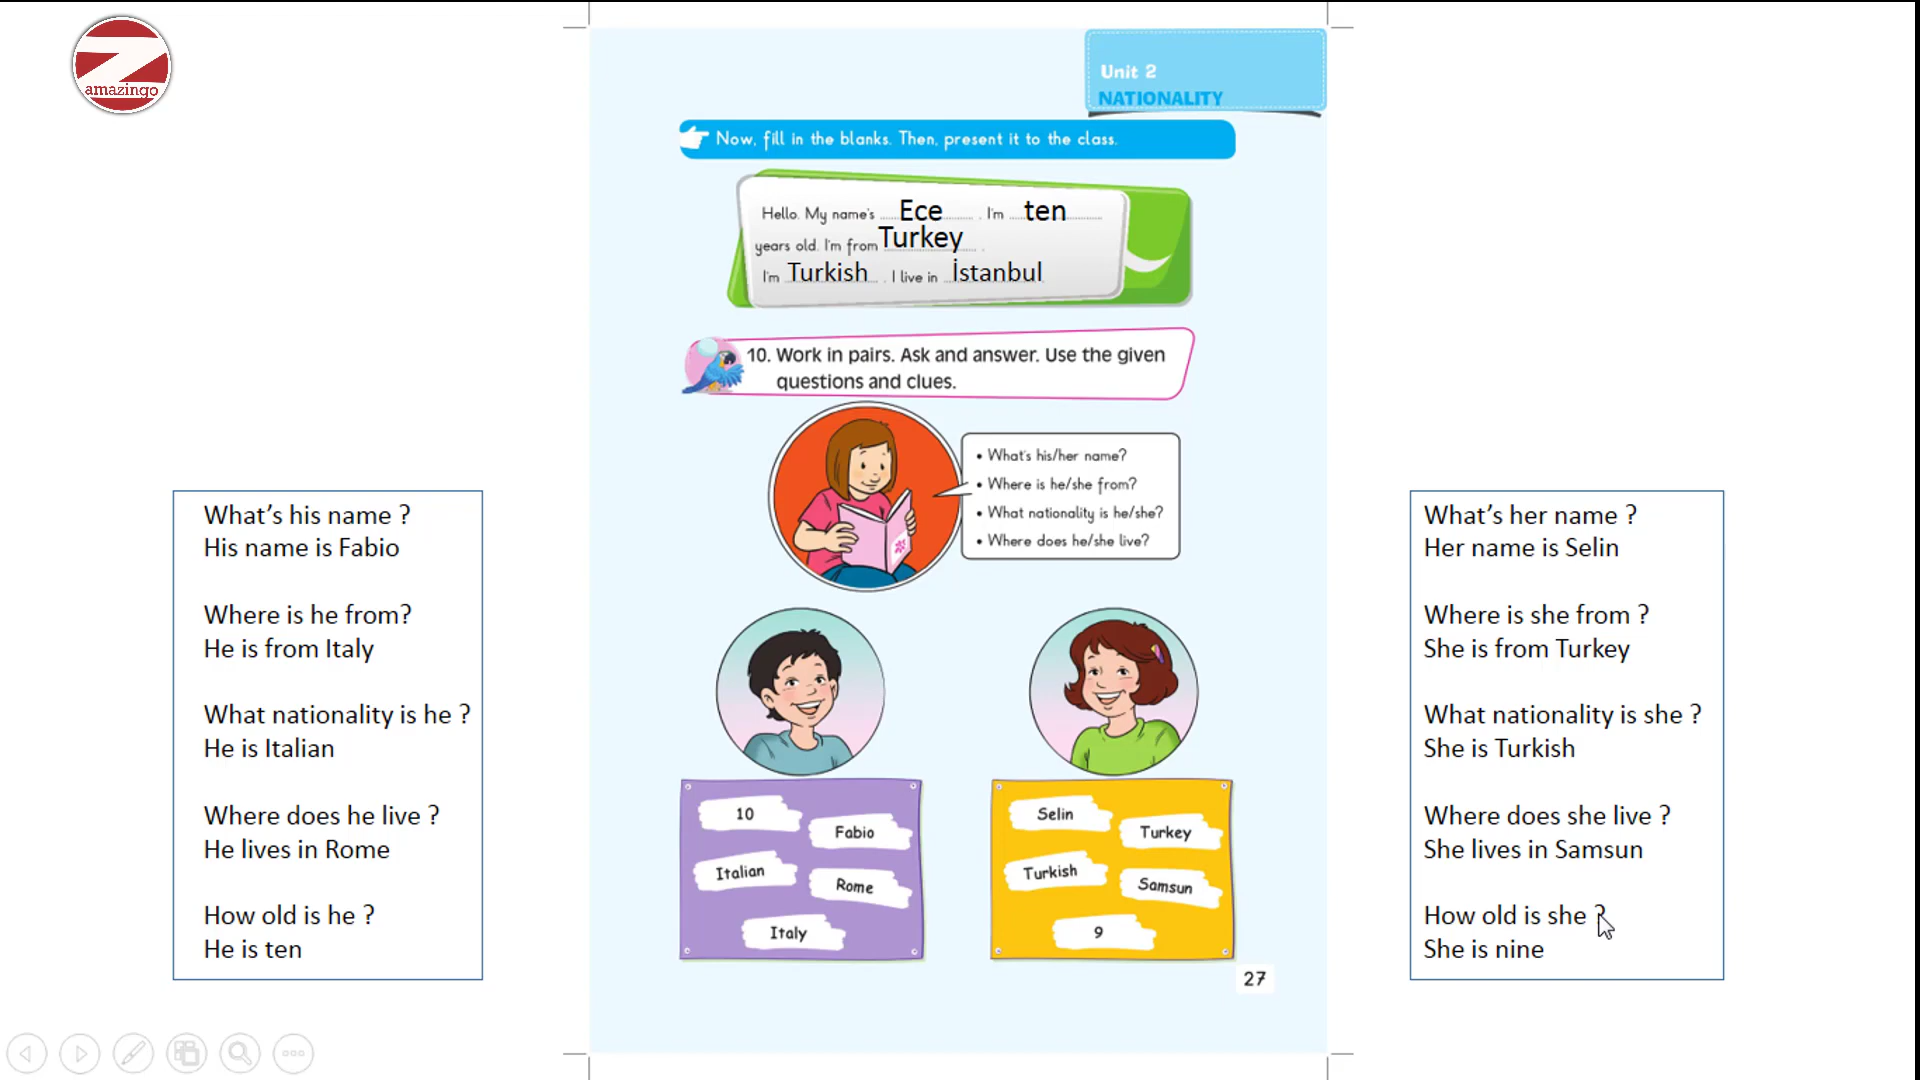 amazingo
Unit 2
NATIONALITY
Now, fill in the blanks. Then, present it to the class.
Hello. My name's Ece . I'm ten
years old. I'm from Turkey .
I'm Turkish . I live in İstanbul .
10. Work in pairs. Ask and answer. Use the given
questions and clues.
• What's his/her name?
• Where is he/she from?
• What nationality is he/she?
• Where does he/she live?
What's his name ?
His name is Fabio
Where is he from?
He is from Italy
What nationality is he ?
He is Italian
Where does he live ?
He lives in Rome
How old is he ?
He is ten
10
Fabio
Italian
Rome
Italy
Selin
Turkey
Turkish
Samsun
9
What's her name ?
Her name is Selin
Where is she from ?
She is from Turkey
What nationality is she ?
She is Turkish
Where does she live ?
She lives in Samsun
How old is she ?
She is nine
27